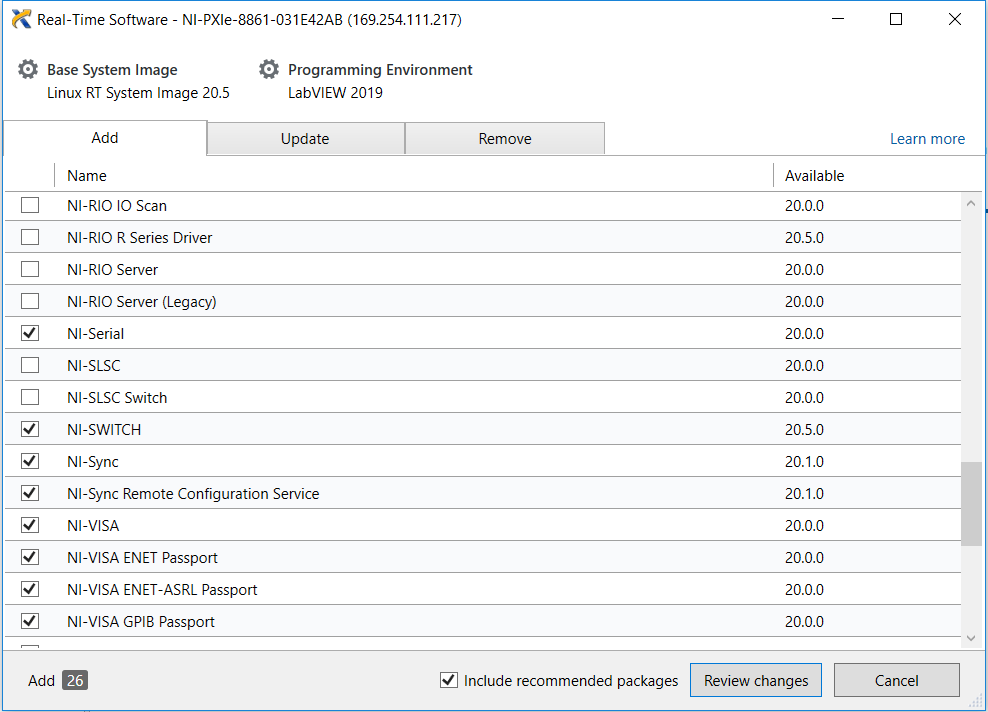 Real-Time Software - NI-PXIe-8861-031E42AB (169.254.111.217)
Base System Image
Linux RT System Image 20.5
Programming Environment
LabVIEW 2019
Add
Update
Remove
Learn more
Name Available
NI-RIO IO Scan 20.0.0
NI-RIO R Series Driver 20.5.0
NI-RIO Server 20.0.0
NI-RIO Server (Legacy) 20.0.0
NI-Serial 20.0.0
NI-SLSC 20.0.0
NI-SLSC Switch 20.0.0
NI-SWITCH 20.5.0
NI-Sync 20.1.0
NI-Sync Remote Configuration Service 20.1.0
NI-VISA 20.0.0
NI-VISA ENET Passport 20.0.0
NI-VISA ENET-ASRL Passport 20.0.0
NI-VISA GPIB Passport 20.0.0
Add 26
Include recommended packages
Review changes
Cancel